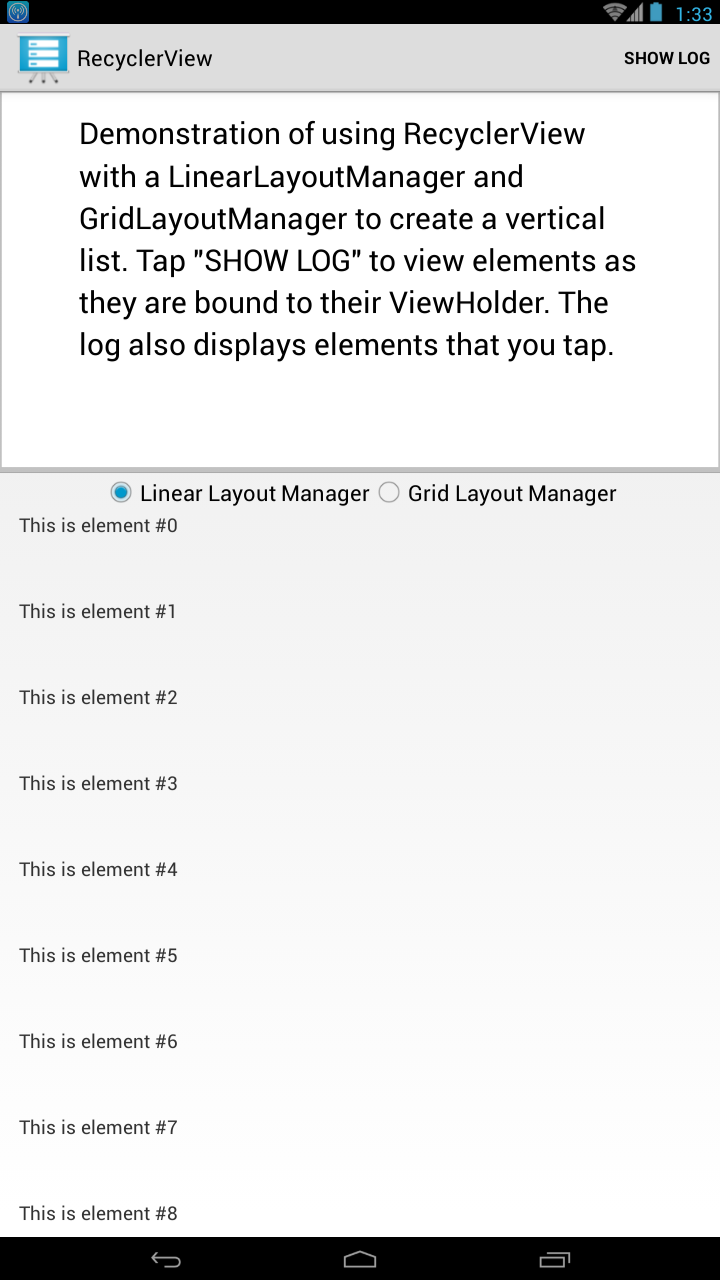 1:33
RecyclerView
SHOW LOG
Demonstration of using RecyclerView
with a LinearLayoutManager and
GridLayoutManager to create a vertical
list. Tap "SHOW LOG" to view elements as
they are bound to their ViewHolder. The
log also displays elements that you tap.
Linear Layout Manager Grid Layout Manager
This is element #0
This is element #1
This is element #2
This is element #3
This is element #4
This is element #5
This is element #6
This is element #7
This is element #8